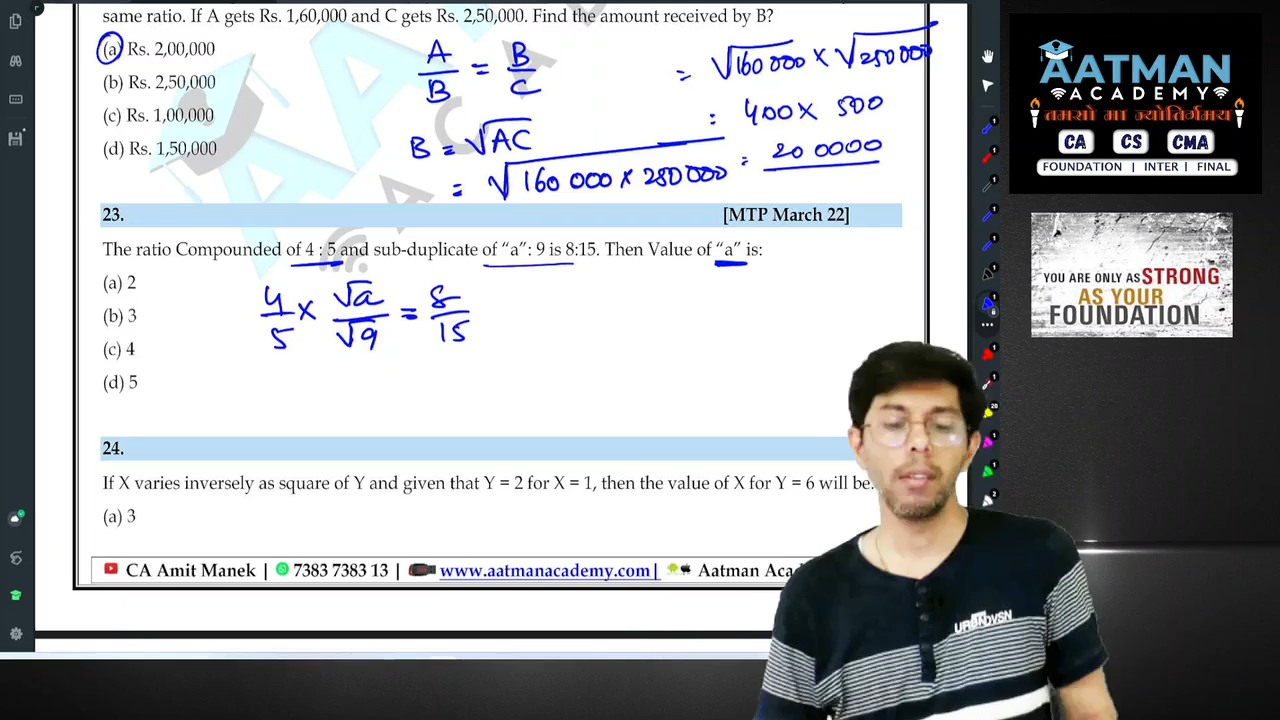 same ratio. If A gets Rs. 1,60,000 and C gets Rs. 2,50,000. Find the amount received by B?
(a) Rs. 2,00,000
(b) Rs. 2,50,000
(c) Rs. 1,00,000
(d) Rs. 1,50,000
A/B = B/C
B = √AC
= √160 000 × 250000
= √160000 × √250000
: 400 × 500
= 20 0000
23. [MTP March 22]
The ratio Compounded of 4 : 5 and sub-duplicate of “a”: 9 is 8:15. Then Value of “a” is:
(a) 2
(b) 3
(c) 4
(d) 5
4/5 × √a/√9 = 8/15
24.
If X varies inversely as square of Y and given that Y = 2 for X = 1, then the value of X for Y = 6 will be:
(a) 3
CA Amit Manek | 7383 7383 13 | www.aatmanacademy.com| Aatman Aca
AATMAN
ACADEMY
तमसो मा ज्योतिर्गमय
CA CS CMA
FOUNDATION | INTER | FINAL
YOU ARE ONLY AS STRONG
AS YOUR
FOUNDATION
URBNDVSN